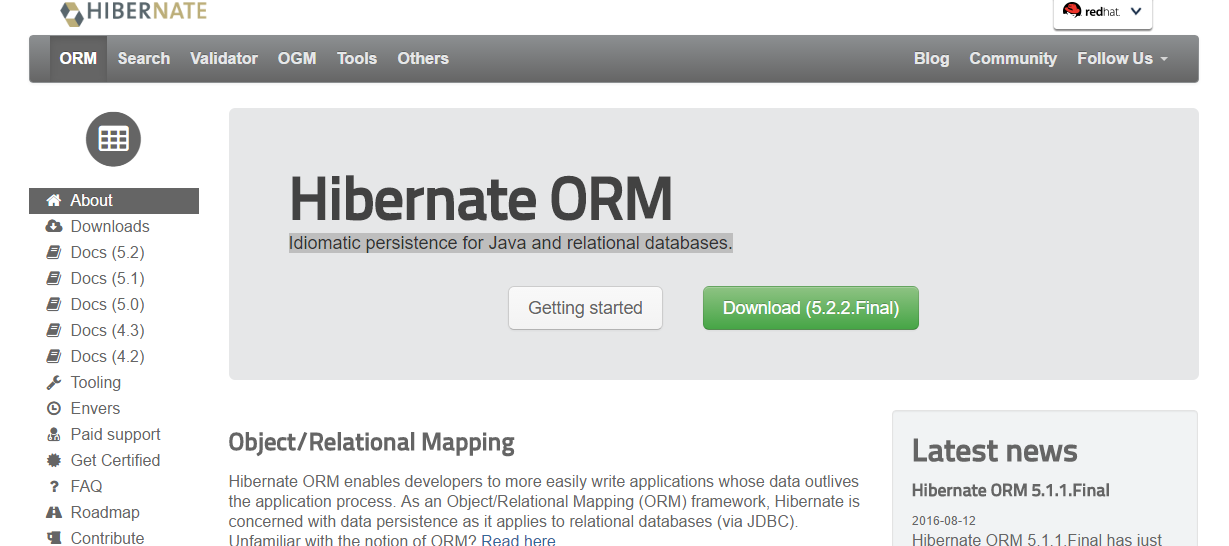 HIBERNATE
redhat.
ORM Search Validator OGM Tools Others Blog Community Follow Us
About
Downloads
Docs (5.2)
Docs (5.1)
Docs (5.0)
Docs (4.3)
Docs (4.2)
Tooling
Envers
Paid support
Get Certified
FAQ
Roadmap
Contribute
Hibernate ORM
Idiomatic persistence for Java and relational databases.
Getting started
Download (5.2.2.Final)
Object/Relational Mapping
Hibernate ORM enables developers to more easily write applications whose data outlives
the application process. As an Object/Relational Mapping (ORM) framework, Hibernate is
concerned with data persistence as it applies to relational databases (via JDBC).
Unfamiliar with the notion of ORM? Read here
Latest news
Hibernate ORM 5.1.1.Final
2016-08-12
Hibernate ORM 5.1.1.Final has just